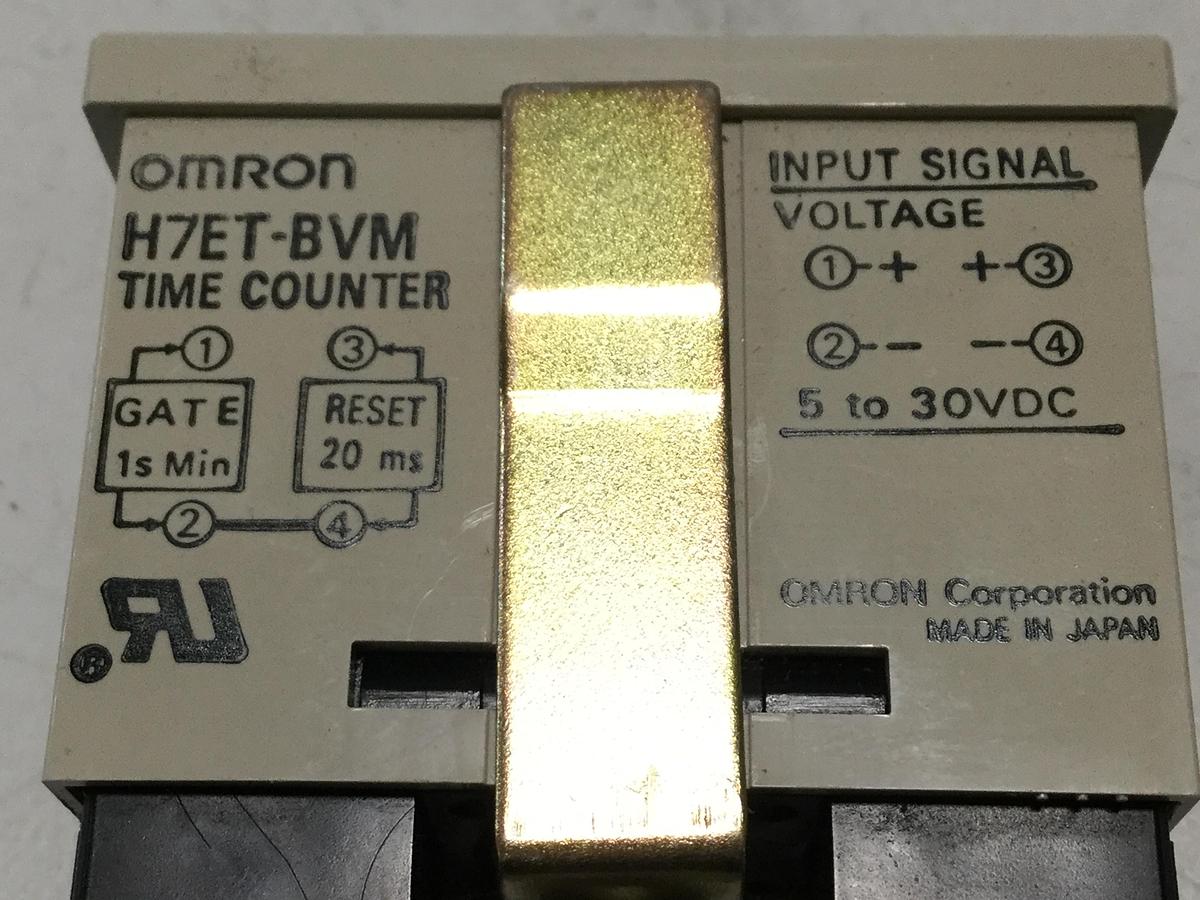 OMRON
H7ET-BVM
TIME COUNTER
1 3
GATE
1s Min
RESET
20 ms
2 4
RU
®
INPUT SIGNAL
VOLTAGE
1 + + 3
2 - - 4
5 to 30VDC
OMRON Corporation
MADE IN JAPAN